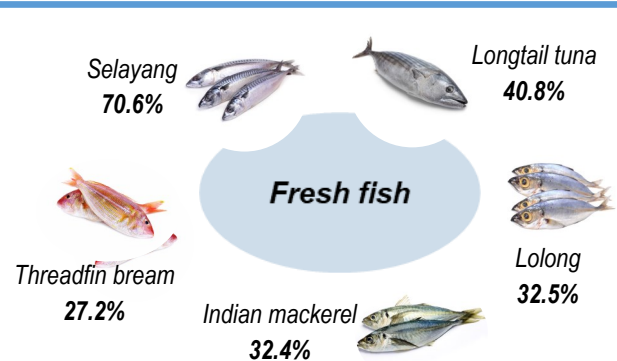 Selayang
70.6%
Longtail tuna
40.8%
Fresh fish
Threadfin bream
27.2%
Lolong
32.5%
Indian mackerel
32.4%